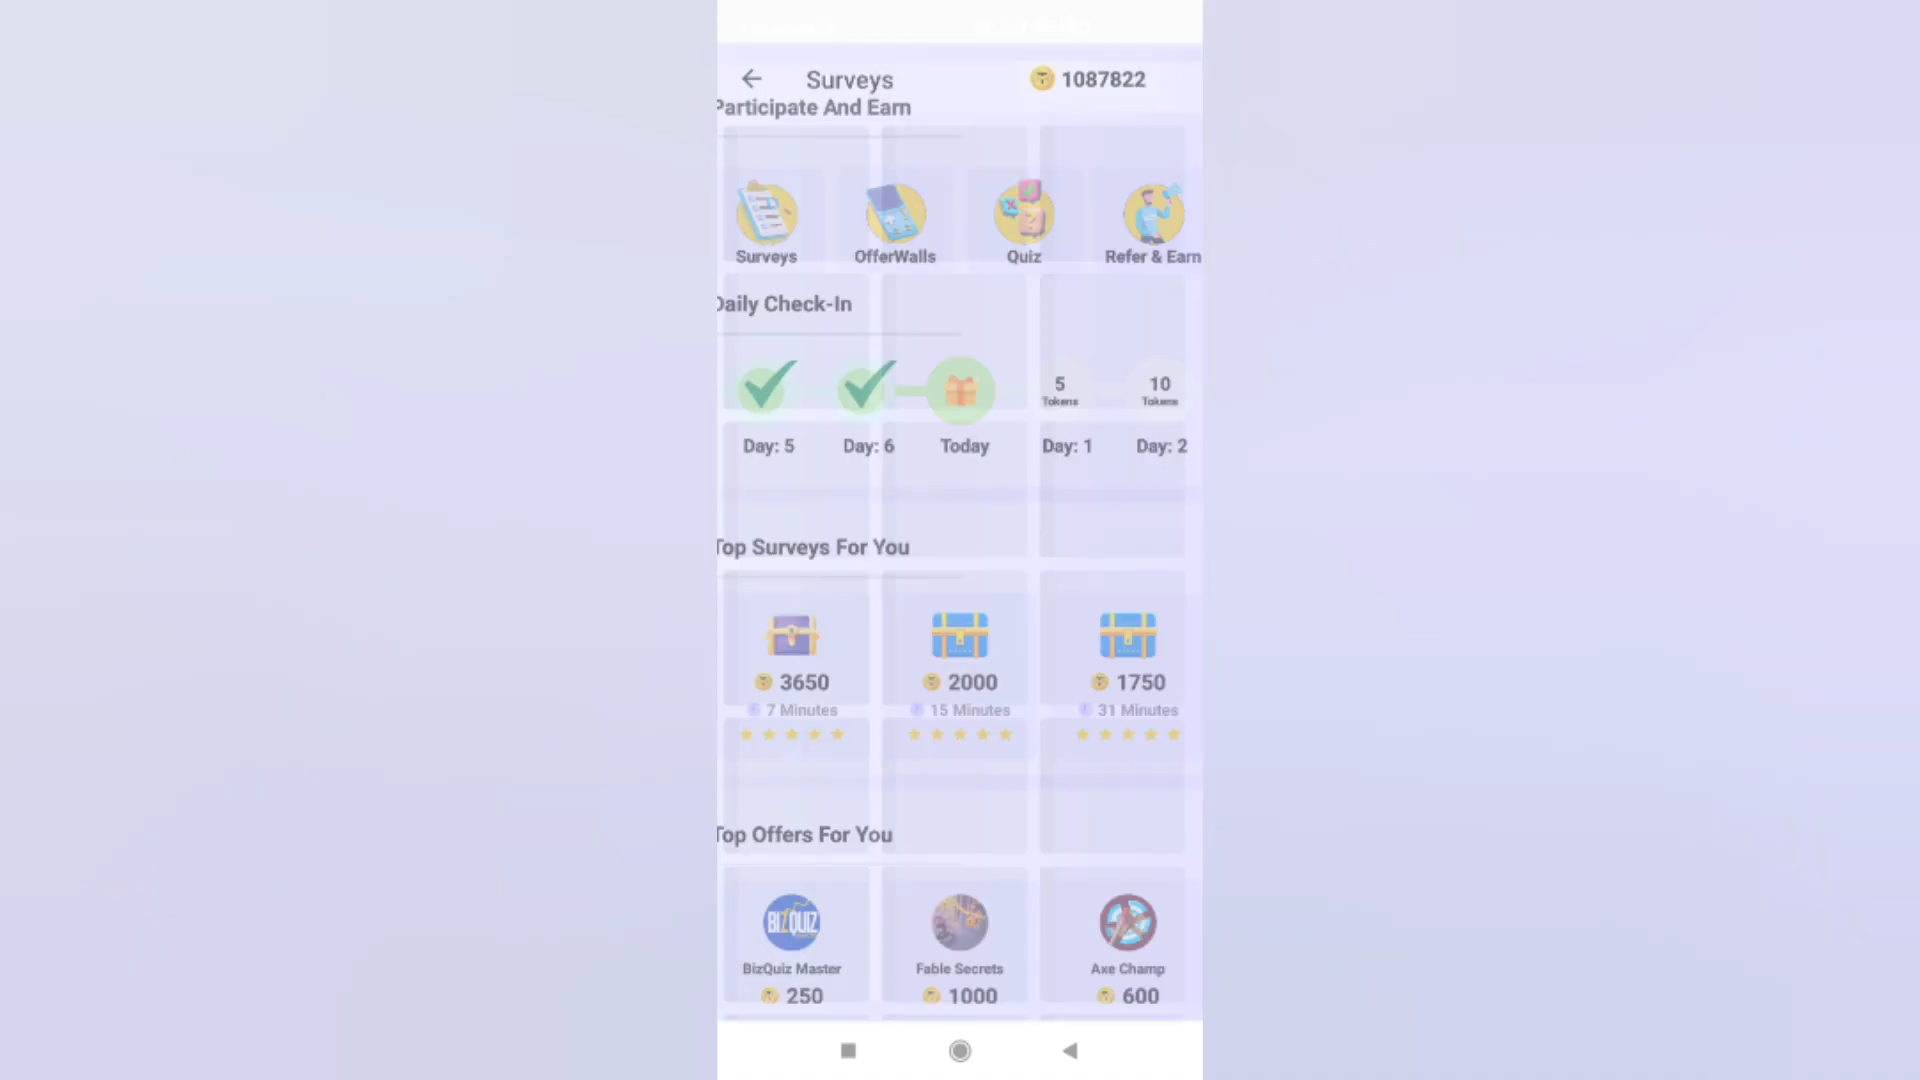 Surveys 1087822
Participate And Earn
Surveys OfferWalls Quiz Refer & Earn
Daily Check-In
5 10
Tokens Tokens
Day: 5 Day: 6 Today Day: 1 Day: 2
Top Surveys For You
3650 2000 1750
7 Minutes 15 Minutes 31 Minutes
Top Offers For You
BIZQUIZ
BizQuiz Master Fable Secrets Axe Champ
250 1000 600